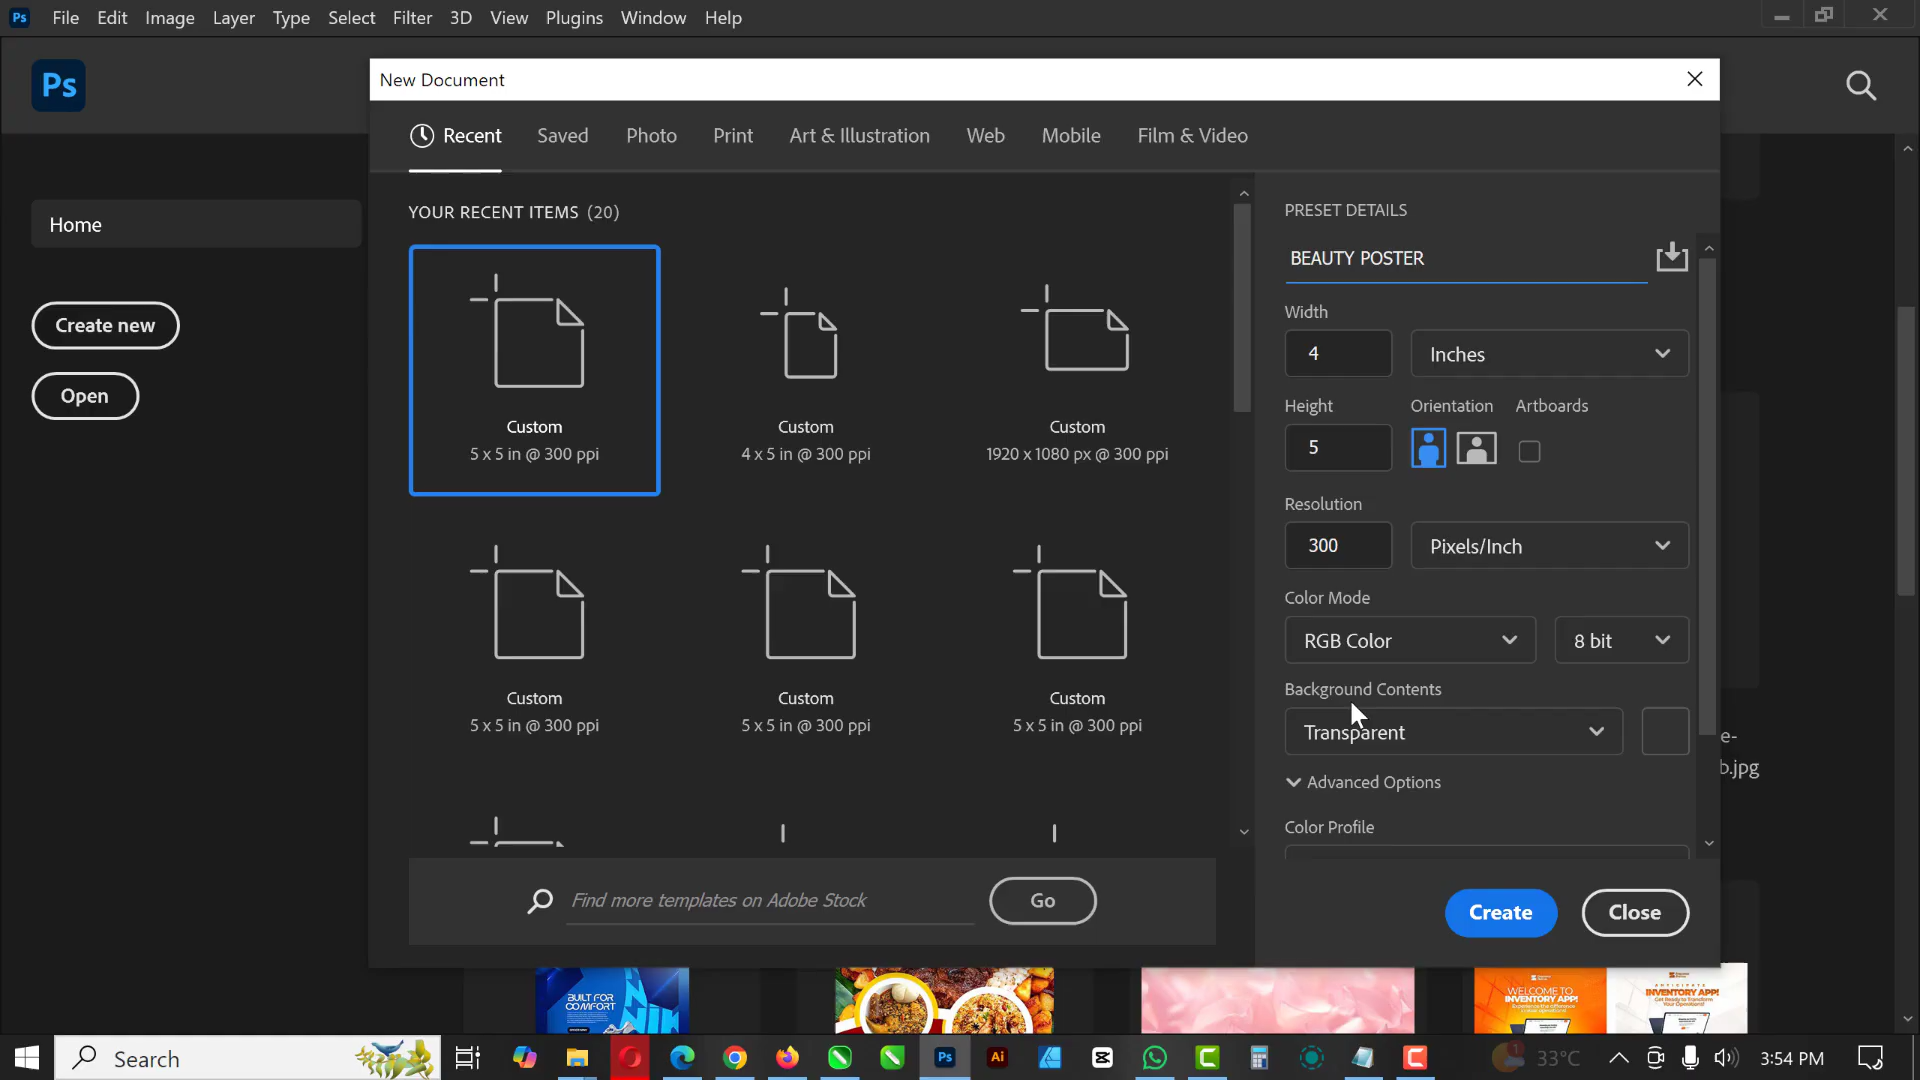 Ps File Edit Image Layer Type Select Filter 3D View Plugins Window Help
Ps
Home
Create new
Open
New Document
Recent Saved Photo Print Art & Illustration Web Mobile Film & Video
YOUR RECENT ITEMS (20)
Custom
5 x 5 in @ 300 ppi
Custom
4 x 5 in @ 300 ppi
Custom
1920 x 1080 px @ 300 ppi
Custom
5 x 5 in @ 300 ppi
Custom
5 x 5 in @ 300 ppi
Custom
5 x 5 in @ 300 ppi
Find more templates on Adobe Stock
Go
PRESET DETAILS
BEAUTY POSTER
Width
4 Inches
Height Orientation Artboards
5
Resolution
300 Pixels/Inch
Color Mode
RGB Color 8 bit
Background Contents
Transparent
Advanced Options
Color Profile
Create Close
e-
b.jpg
BUILT FOR
COMFORT
WELCOME TO
INVENTORY APP!
INVENTORY APP!
Search
Ps Ai
33°C
3:54 PM